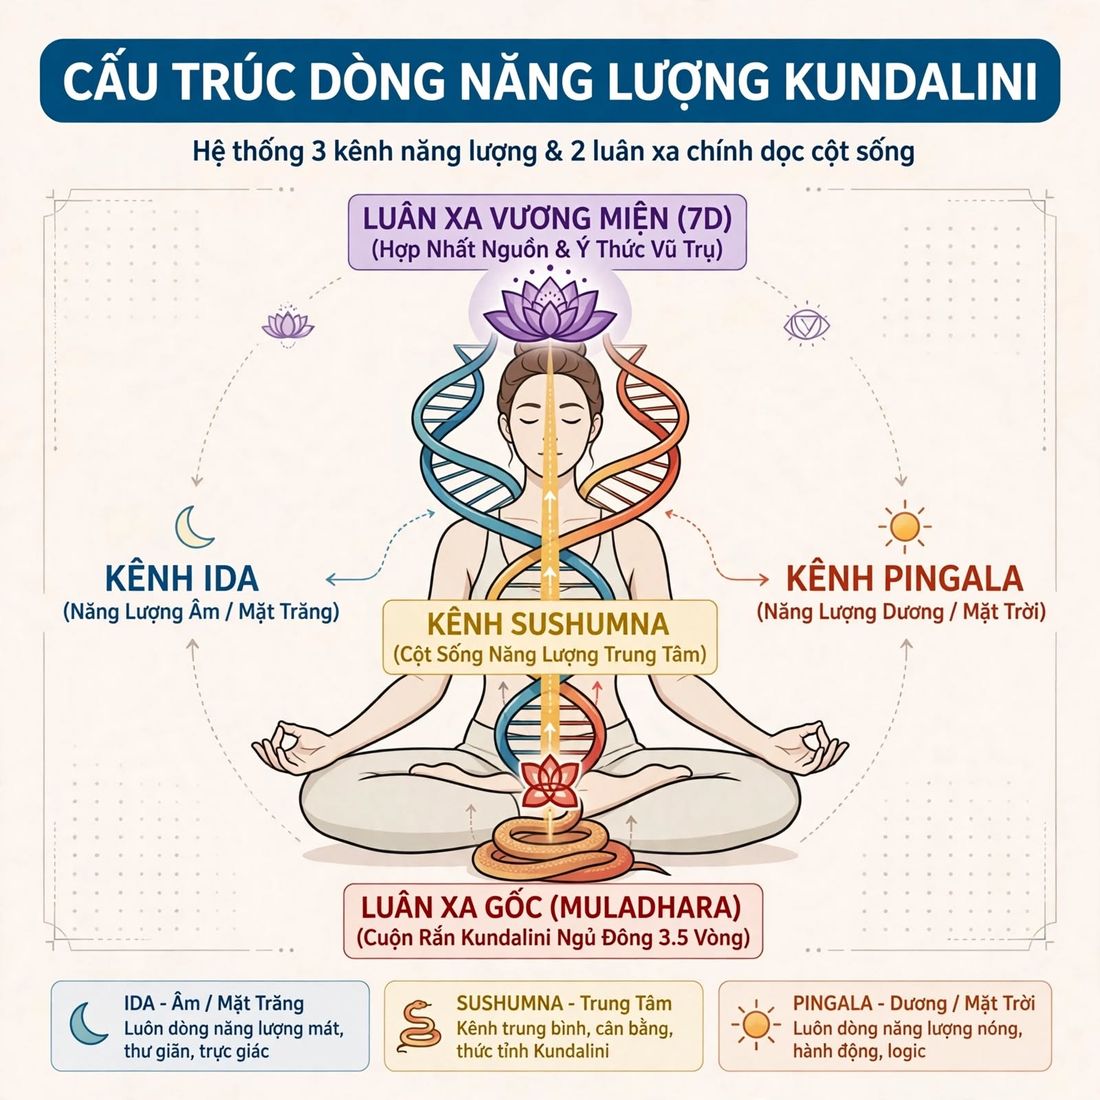 CẤU TRÚC DÒNG NĂNG LƯỢNG KUNDALINI
Hệ thống 3 kênh năng lượng & 2 luân xa chính dọc cột sống
LUÂN XA VƯƠNG MIỆN (7D)
(Hợp Nhất Nguồn & Ý Thức Vũ Trụ)
KÊNH IDA
(Năng Lượng Âm / Mặt Trăng)
KÊNH PINGALA
(Năng Lượng Dương / Mặt Trời)
KÊNH SUSHUMNA
(Cột Sống Năng Lượng Trung Tâm)
LUÂN XA GỐC (MULADHARA)
(Cuộn Rắn Kundalini Ngủ Đông 3.5 Vòng)
IDA - Âm / Mặt Trăng
Luôn dòng năng lượng mát,
thư giãn, trực giác
SUSHUMNA - Trung Tâm
Kênh trung bình, cân bằng,
thức tỉnh Kundalini
PINGALA - Dương / Mặt Trời
Luôn dòng năng lượng nóng,
hành động, logic